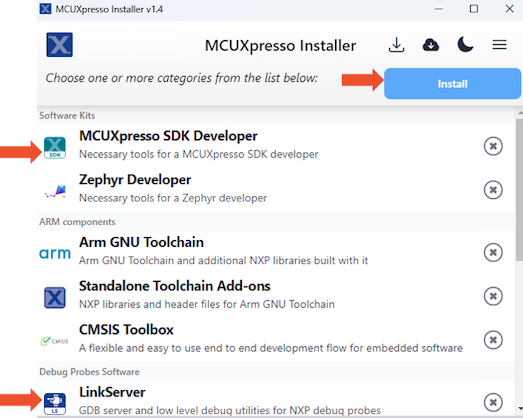 MCUXpresso Installer v1.4
MCUXpresso Installer
Choose one or more categories from the list below:
Install
Software Kits
X
SDK
MCUXpresso SDK Developer
Necessary tools for a MCUXpresso SDK developer
Zephyr Developer
Necessary tools for a Zephyr developer
ARM components
arm
Arm GNU Toolchain
Arm GNU Toolchain and additional NXP libraries built with it
Standalone Toolchain Add-ons
NXP libraries and header files for Arm GNU Toolchain
CMSIS
CMSIS Toolbox
A flexible and easy to use end to end development flow for embedded software
Debug Probes Software
LS
LinkServer
GDB server and low level debug utilities for NXP debug probes